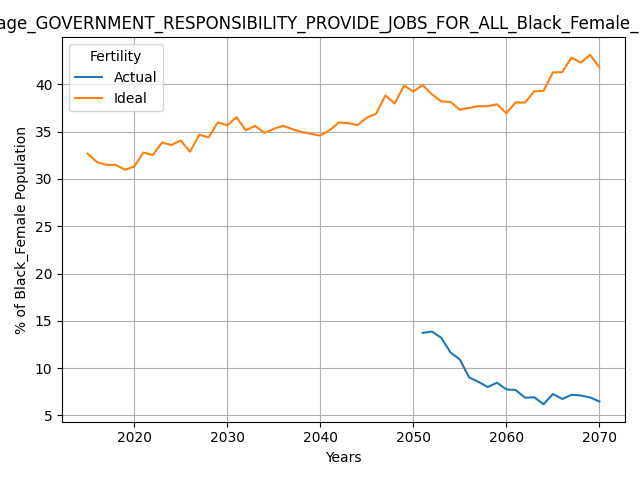 age_GOVERNMENT_RESPONSIBILITY_PROVIDE_JOBS_FOR_ALL_Black_Female_
Fertility
Actual
Ideal
% of Black_Female Population
40
35
30
25
20
15
10
5
2020 2030 2040 2050 2060 2070
Years